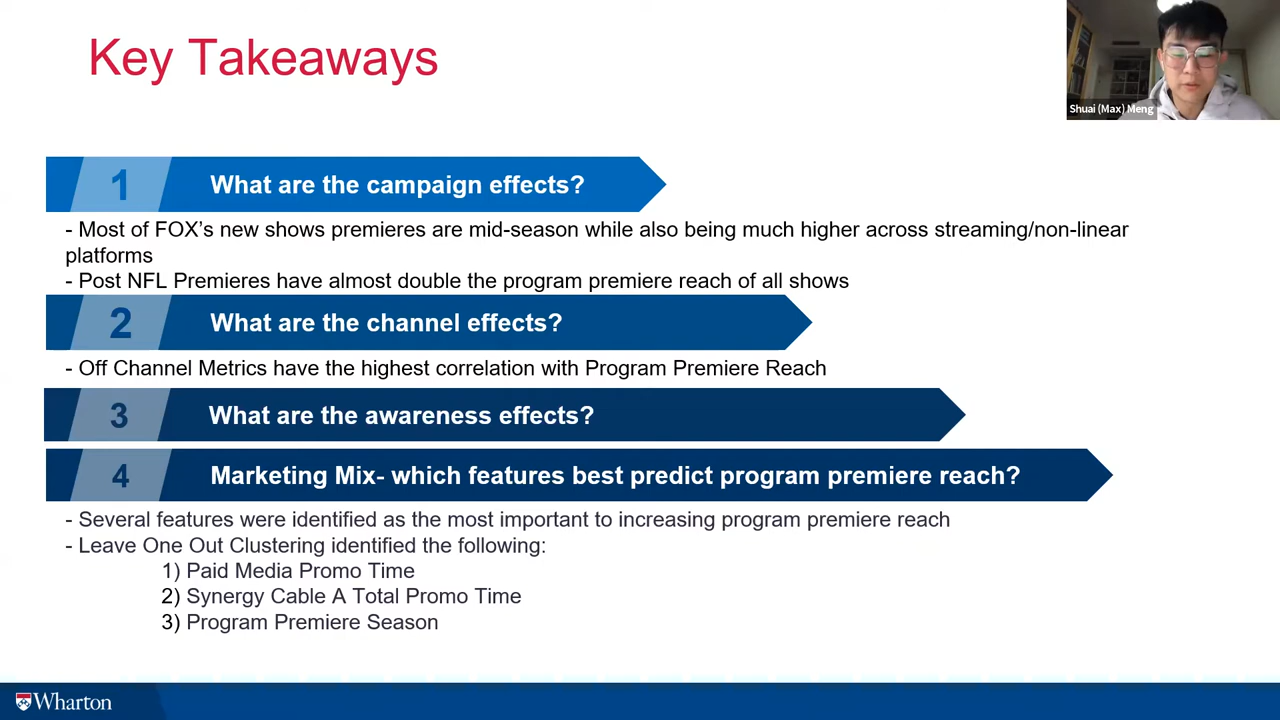 Key Takeaways
Shuai (Max) Meng
1
What are the campaign effects?
- Most of FOX’s new shows premieres are mid-season while also being much higher across streaming/non-linear
platforms
- Post NFL Premieres have almost double the program premiere reach of all shows
2
What are the channel effects?
- Off Channel Metrics have the highest correlation with Program Premiere Reach
3
What are the awareness effects?
4
Marketing Mix- which features best predict program premiere reach?
- Several features were identified as the most important to increasing program premiere reach
- Leave One Out Clustering identified the following:
1) Paid Media Promo Time
2) Synergy Cable A Total Promo Time
3) Program Premiere Season
Wharton